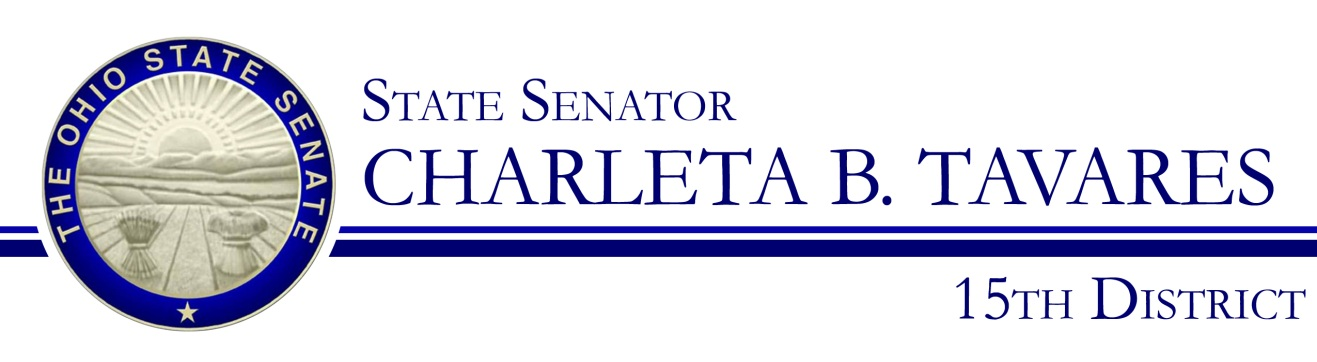 THE OHIO STATE SENATE
STATE SENATOR
CHARLETA B. TAVARES
15TH DISTRICT